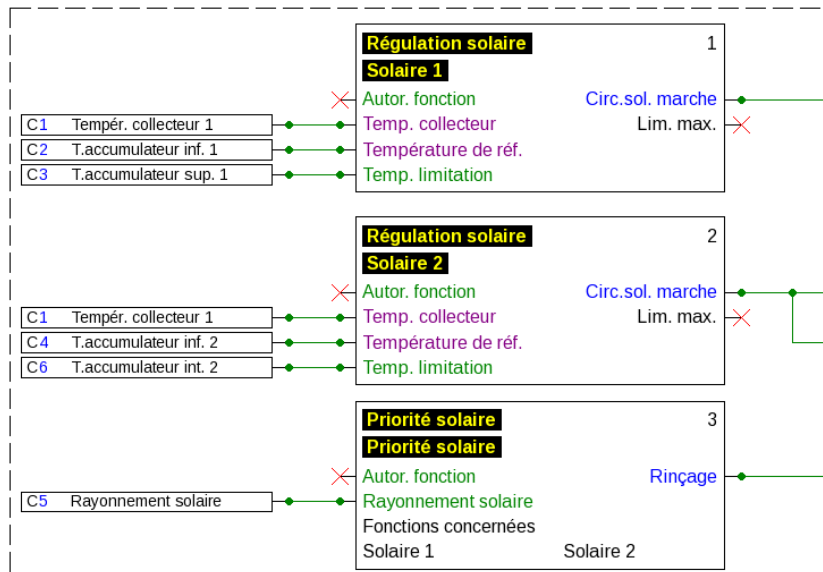 Régulation solaire 1
Solaire 1
Autor. fonction Circ.sol. marche
C1 Tempér. collecteur 1 Temp. collecteur Lim. max.
C2 T.accumulateur inf. 1 Température de réf.
C3 T.accumulateur sup. 1 Temp. limitation
Régulation solaire 2
Solaire 2
Autor. fonction Circ.sol. marche
C1 Tempér. collecteur 1 Temp. collecteur Lim. max.
C4 T.accumulateur inf. 2 Température de réf.
C6 T.accumulateur int. 2 Temp. limitation
Priorité solaire 3
Priorité solaire
Autor. fonction Rinçage
C5 Rayonnement solaire Rayonnement solaire
Fonctions concernées
Solaire 1 Solaire 2